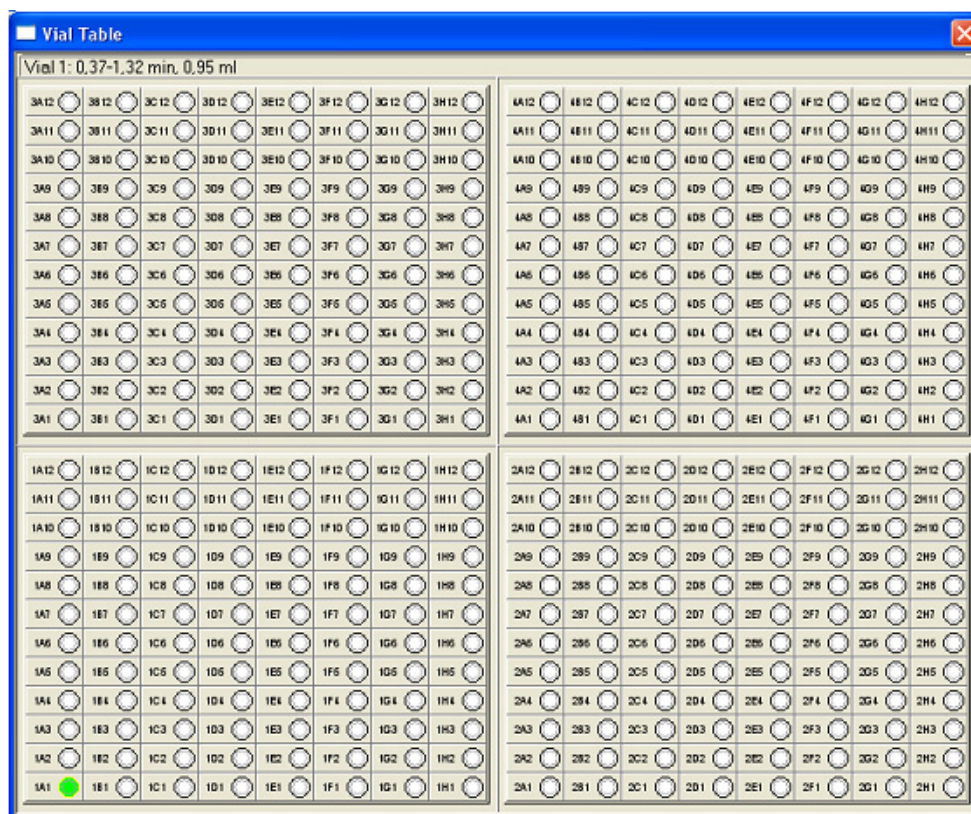 Vial Table
Vial 1: 0,37-1,32 min, 0,95 ml
3A12 3B12 3C12 3D12 3E12 3F12 3G12 3H12
3A11 3B11 3C11 3D11 3E11 3F11 3G11 3H11
3A10 3B10 3C10 3D10 3E10 3F10 3G10 3H10
3A9 3B9 3C9 3D9 3E9 3F9 3G9 3H9
3A8 3B8 3C8 3D8 3E8 3F8 3G8 3H8
3A7 3B7 3C7 3D7 3E7 3F7 3G7 3H7
3A6 3B6 3C6 3D6 3E6 3F6 3G6 3H6
3A5 3B5 3C5 3D5 3E5 3F5 3G5 3H5
3A4 3B4 3C4 3D4 3E4 3F4 3G4 3H4
3A3 3B3 3C3 3D3 3E3 3F3 3G3 3H3
3A2 3B2 3C2 3D2 3E2 3F2 3G2 3H2
3A1 3B1 3C1 3D1 3E1 3F1 3G1 3H1
4A12 4B12 4C12 4D12 4E12 4F12 4G12 4H12
4A11 4B11 4C11 4D11 4E11 4F11 4G11 4H11
4A10 4B10 4C10 4D10 4E10 4F10 4G10 4H10
4A9 4B9 4C9 4D9 4E9 4F9 4G9 4H9
4A8 4B8 4C8 4D8 4E8 4F8 4G8 4H8
4A7 4B7 4C7 4D7 4E7 4F7 4G7 4H7
4A6 4B6 4C6 4D6 4E6 4F6 4G6 4H6
4A5 4B5 4C5 4D5 4E5 4F5 4G5 4H5
4A4 4B4 4C4 4D4 4E4 4F4 4G4 4H4
4A3 4B3 4C3 4D3 4E3 4F3 4G3 4H3
4A2 4B2 4C2 4D2 4E2 4F2 4G2 4H2
4A1 4B1 4C1 4D1 4E1 4F1 4G1 4H1
1A12 1B12 1C12 1D12 1E12 1F12 1G12 1H12
1A11 1B11 1C11 1D11 1E11 1F11 1G11 1H11
1A10 1B10 1C10 1D10 1E10 1F10 1G10 1H10
1A9 1B9 1C9 1D9 1E9 1F9 1G9 1H9
1A8 1B8 1C8 1D8 1E8 1F8 1G8 1H8
1A7 1B7 1C7 1D7 1E7 1F7 1G7 1H7
1A6 1B6 1C6 1D6 1E6 1F6 1G6 1H6
1A5 1B5 1C5 1D5 1E5 1F5 1G5 1H5
1A4 1B4 1C4 1D4 1E4 1F4 1G4 1H4
1A3 1B3 1C3 1D3 1E3 1F3 1G3 1H3
1A2 1B2 1C2 1D2 1E2 1F2 1G2 1H2
1A1 1B1 1C1 1D1 1E1 1F1 1G1 1H1
2A12 2B12 2C12 2D12 2E12 2F12 2G12 2H12
2A11 2B11 2C11 2D11 2E11 2F11 2G11 2H11
2A10 2B10 2C10 2D10 2E10 2F10 2G10 2H10
2A9 2B9 2C9 2D9 2E9 2F9 2G9 2H9
2A8 2B8 2C8 2D8 2E8 2F8 2G8 2H8
2A7 2B7 2C7 2D7 2E7 2F7 2G7 2H7
2A6 2B6 2C6 2D6 2E6 2F6 2G6 2H6
2A5 2B5 2C5 2D5 2E5 2F5 2G5 2H5
2A4 2B4 2C4 2D4 2E4 2F4 2G4 2H4
2A3 2B3 2C3 2D3 2E3 2F3 2G3 2H3
2A2 2B2 2C2 2D2 2E2 2F2 2G2 2H2
2A1 2B1 2C1 2D1 2E1 2F1 2G1 2H1